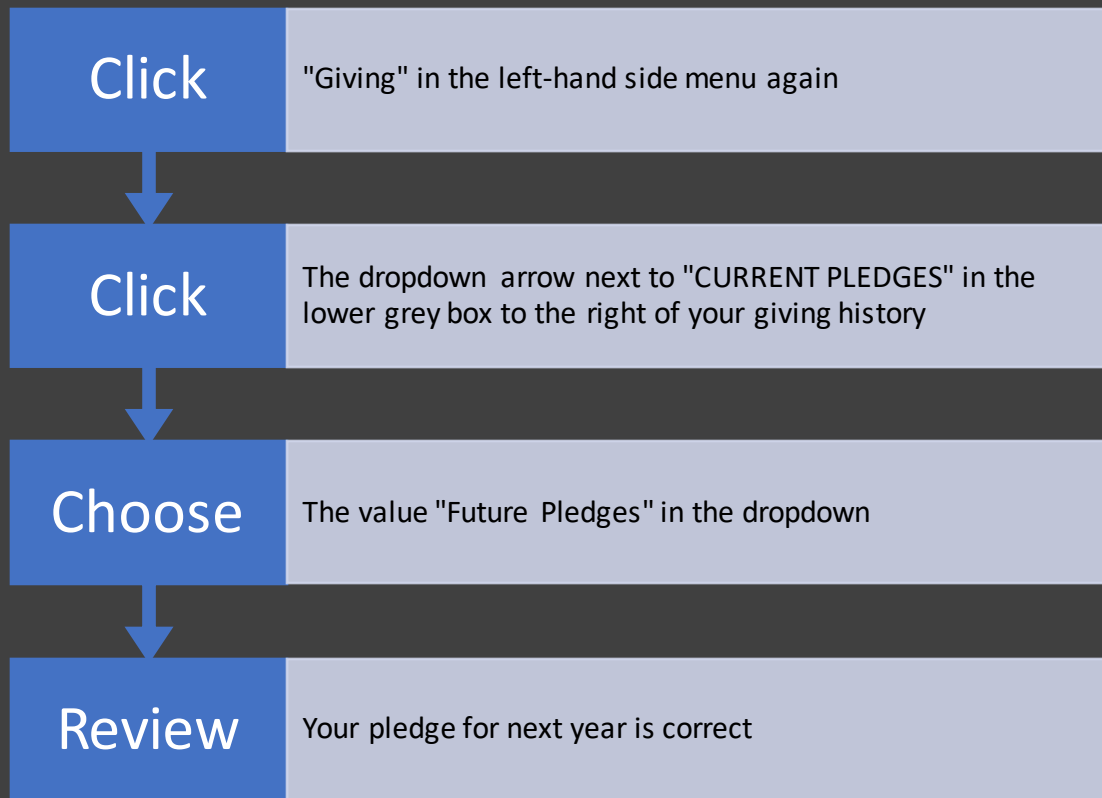 Click
"Giving" in the left-hand side menu again
Click
The dropdown arrow next to "CURRENT PLEDGES" in the
lower grey box to the right of your giving history
Choose
The value "Future Pledges" in the dropdown
Review
Your pledge for next year is correct